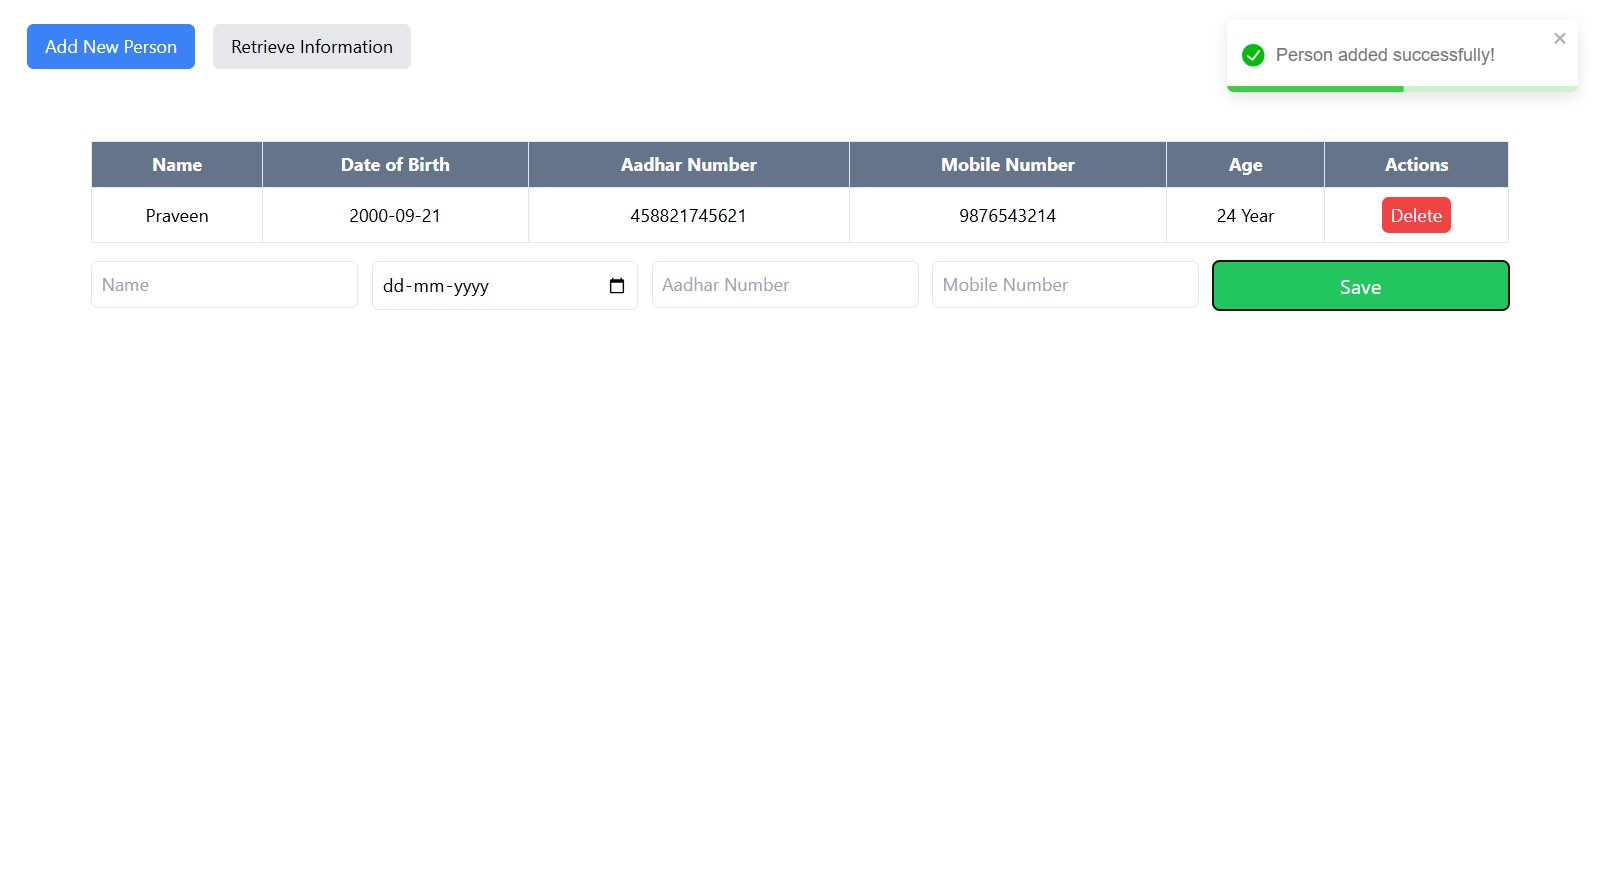 Add New Person Retrieve Information
Person added successfully!
Name Date of Birth Aadhar Number Mobile Number Age Actions
Praveen 2000-09-21 458821745621 9876543214 24 Year Delete
Name dd-mm-yyyy Aadhar Number Mobile Number Save